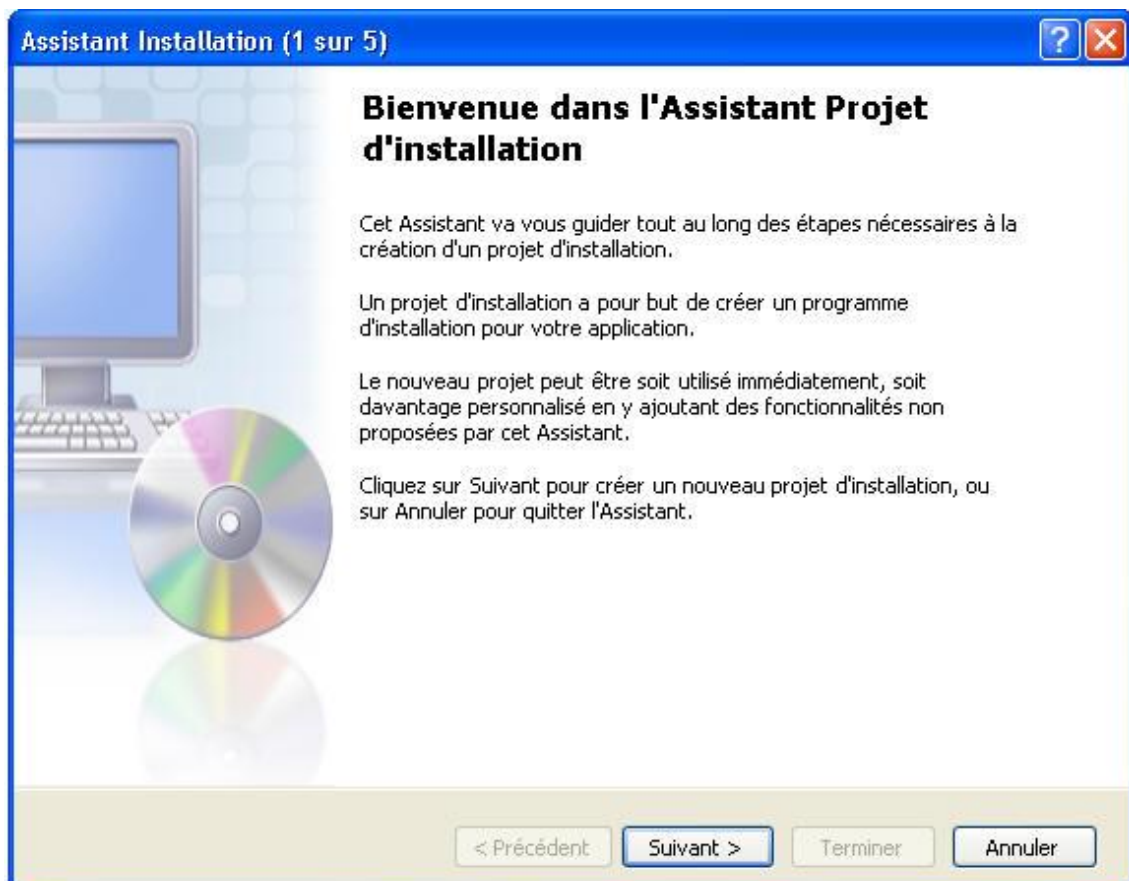 Assistant Installation (1 sur 5)
Bienvenue dans l'Assistant Projet
d'installation
Cet Assistant va vous guider tout au long des étapes nécessaires à la
création d'un projet d'installation.
Un projet d'installation a pour but de créer un programme
d'installation pour votre application.
Le nouveau projet peut être soit utilisé immédiatement, soit
davantage personnalisé en y ajoutant des fonctionnalités non
proposées par cet Assistant.
Cliquez sur Suivant pour créer un nouveau projet d'installation, ou
sur Annuler pour quitter l'Assistant.
< Précédent Suivant > Terminer Annuler